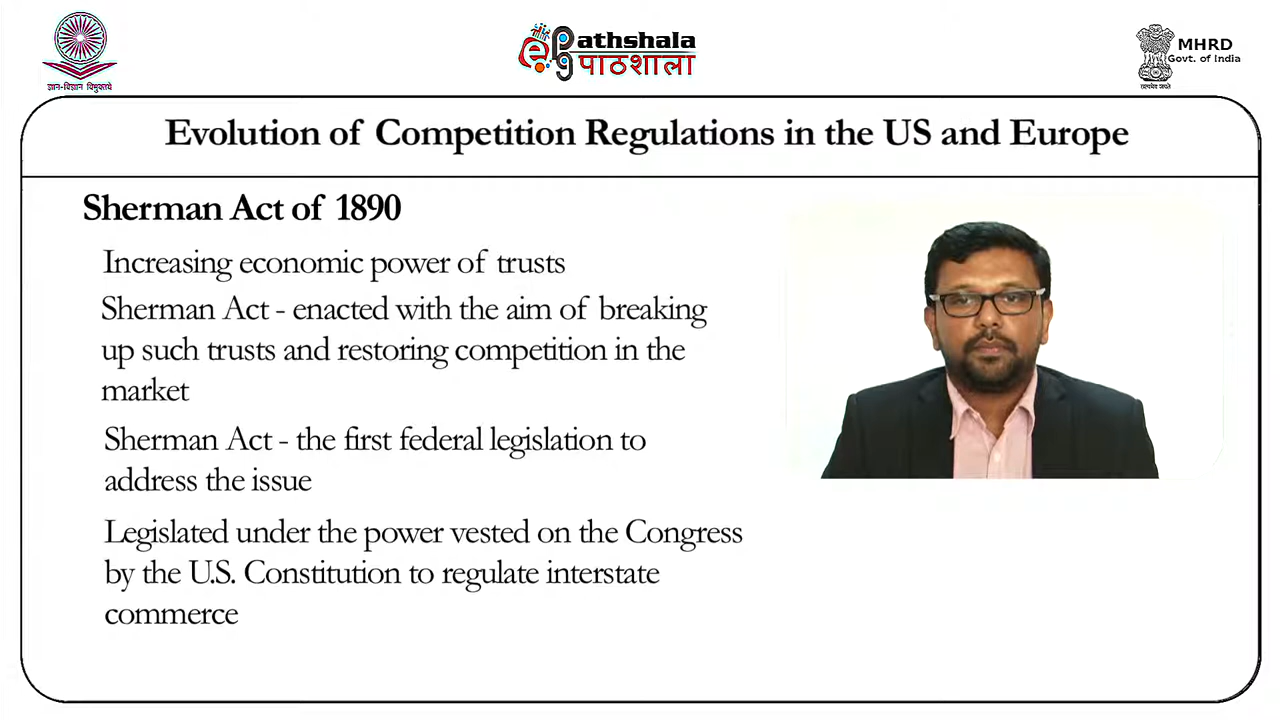 ज्ञान-विज्ञान विमुक्तये
epg Pathshala
पाठशाला
MHRD
Govt. of India
सत्यमेव जयते
Evolution of Competition Regulations in the US and Europe
Sherman Act of 1890
Increasing economic power of trusts
Sherman Act - enacted with the aim of breaking
up such trusts and restoring competition in the
market
Sherman Act - the first federal legislation to
address the issue
Legislated under the power vested on the Congress
by the U.S. Constitution to regulate interstate
commerce